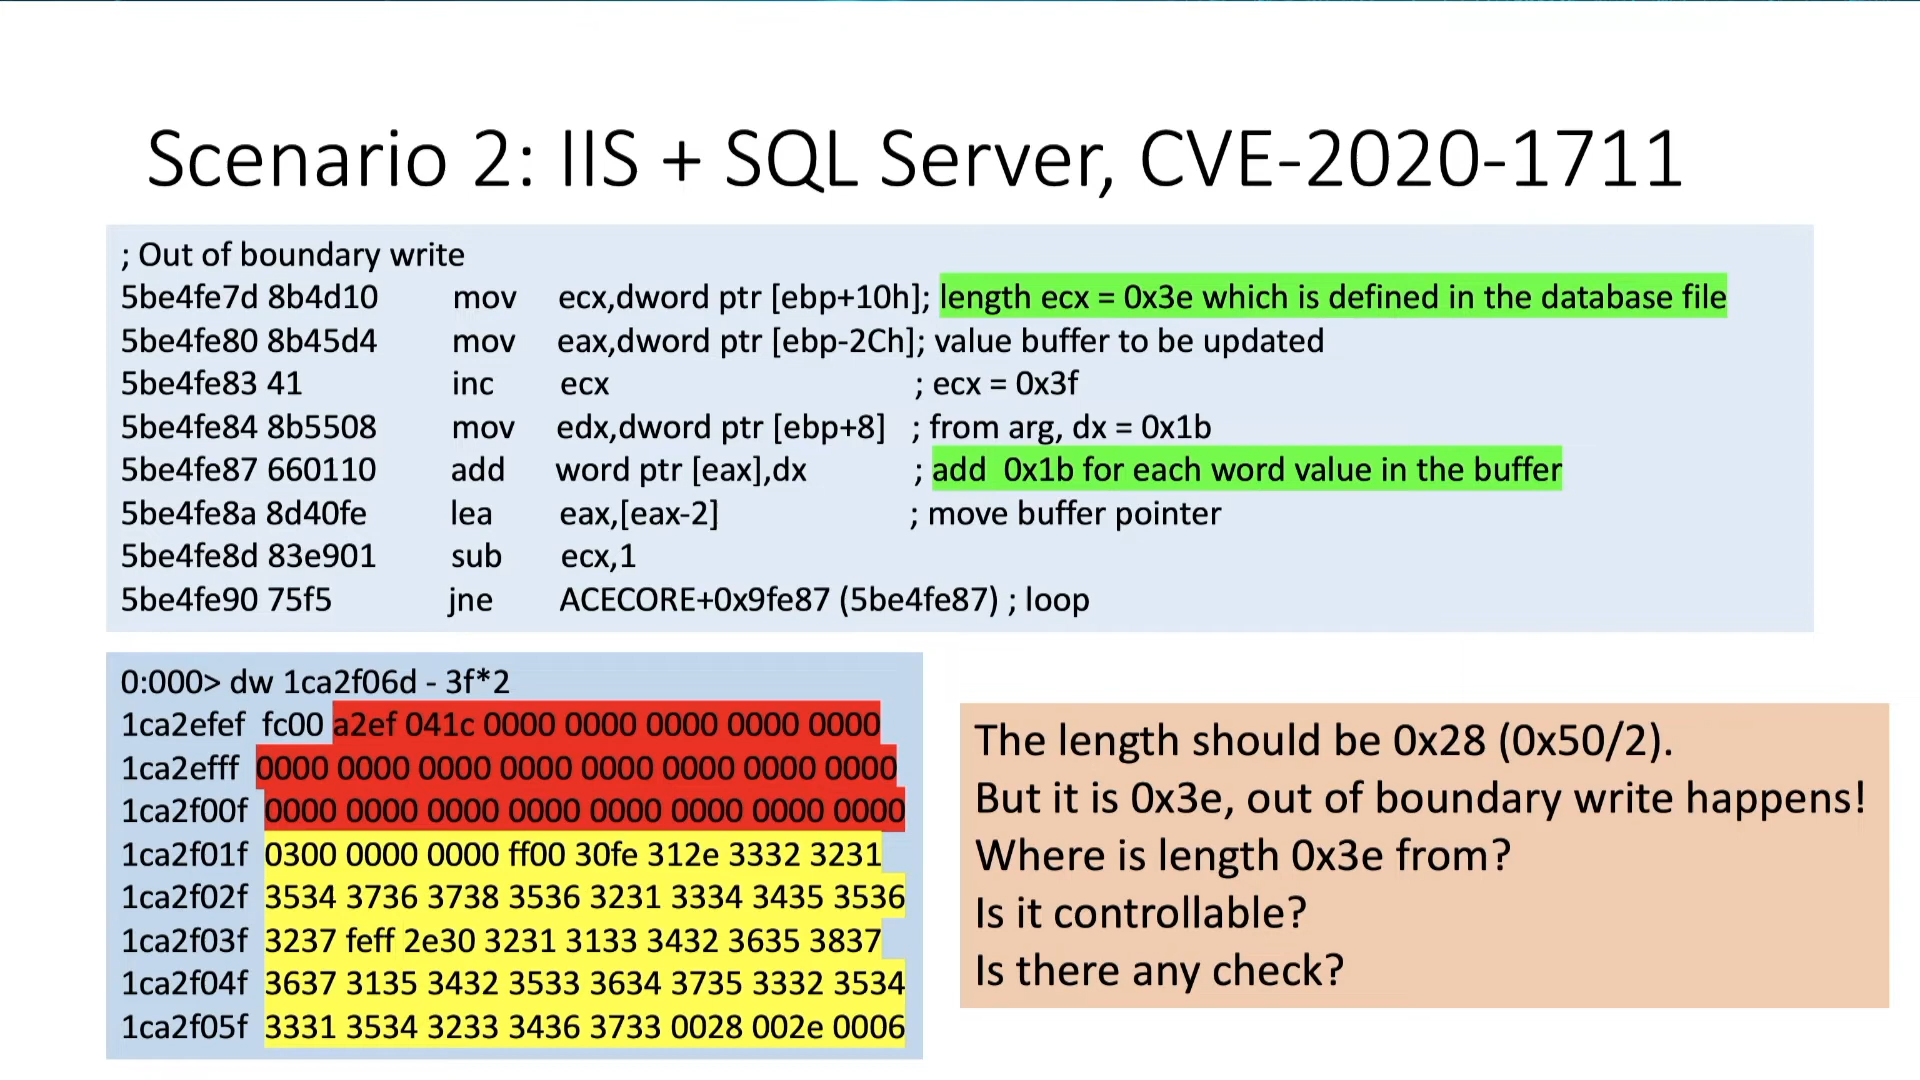 Scenario 2: IIS + SQL Server, CVE-2020-1711
; Out of boundary write
5be4fe7d 8b4d10 mov ecx,dword ptr [ebp+10h]; length ecx = 0x3e which is defined in the database file
5be4fe80 8b45d4 mov eax,dword ptr [ebp-2Ch]; value buffer to be updated
5be4fe83 41 inc ecx ; ecx = 0x3f
5be4fe84 8b5508 mov edx,dword ptr [ebp+8] ; from arg, dx = 0x1b
5be4fe87 660110 add word ptr [eax],dx ; add 0x1b for each word value in the buffer
5be4fe8a 8d40fe lea eax,[eax-2] ; move buffer pointer
5be4fe8d 83e901 sub ecx,1
5be4fe90 75f5 jne ACECORE+0x9fe87 (5be4fe87) ; loop
0:000> dw 1ca2f06d - 3f*2
1ca2efef fc00 a2ef 041c 0000 0000 0000 0000 0000
1ca2efff 0000 0000 0000 0000 0000 0000 0000 0000
1ca2f00f 0000 0000 0000 0000 0000 0000 0000 0000
1ca2f01f 0300 0000 0000 ff00 30fe 312e 3332 3231
1ca2f02f 3534 3736 3738 3536 3231 3334 3435 3536
1ca2f03f 3237 feff 2e30 3231 3133 3432 3635 3837
1ca2f04f 3637 3135 3432 3533 3634 3735 3332 3534
1ca2f05f 3331 3534 3233 3436 3733 0028 002e 0006
The length should be 0x28 (0x50/2).
But it is 0x3e, out of boundary write happens!
Where is length 0x3e from?
Is it controllable?
Is there any check?